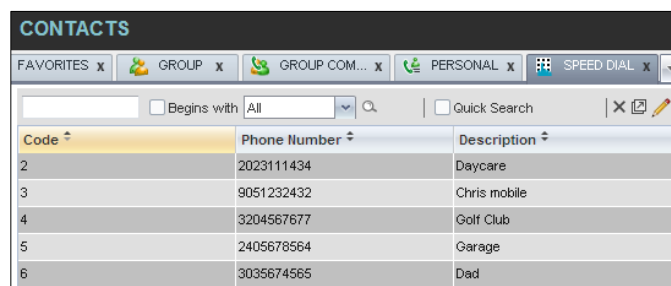 CONTACTS
FAVORITES x GROUP x GROUP COM... x PERSONAL x SPEED DIAL x
Begins with All Quick Search
Code Phone Number Description
2 2023111434 Daycare
3 9051232432 Chris mobile
4 3204567677 Golf Club
5 2405678564 Garage
6 3035674565 Dad